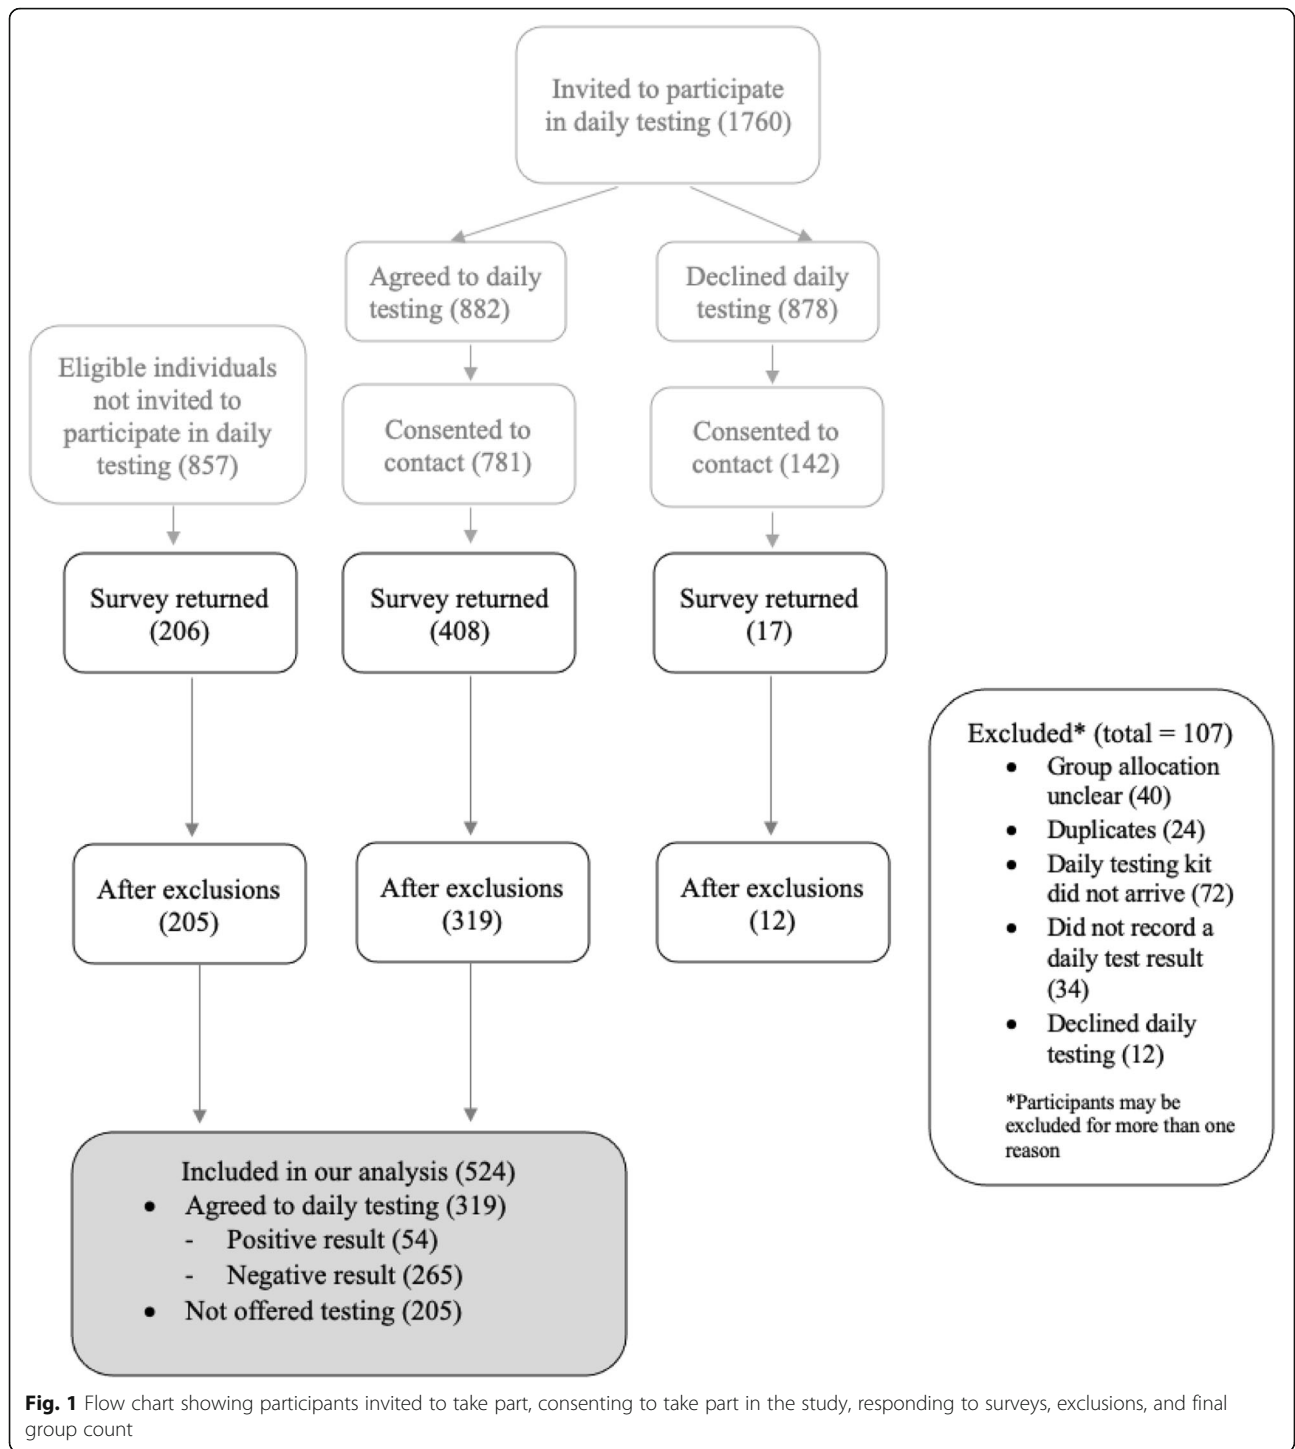 Invited to participate
in daily testing (1760)
Agreed to daily
testing (882)
Declined daily
testing (878)
Eligible individuals
not invited to
participate in daily
testing (857)
Consented to
contact (781)
Consented to
contact (142)
Survey returned
(206)
Survey returned
(408)
Survey returned
(17)
After exclusions
(205)
After exclusions
(319)
After exclusions
(12)
Excluded* (total = 107)
• Group allocation
unclear (40)
• Duplicates (24)
• Daily testing kit
did not arrive (72)
• Did not record a
daily test result
(34)
• Declined daily
testing (12)
*Participants may be
excluded for more than one
reason
Included in our analysis (524)
• Agreed to daily testing (319)
- Positive result (54)
- Negative result (265)
• Not offered testing (205)
Fig. 1 Flow chart showing participants invited to take part, consenting to take part in the study, responding to surveys, exclusions, and final
group count